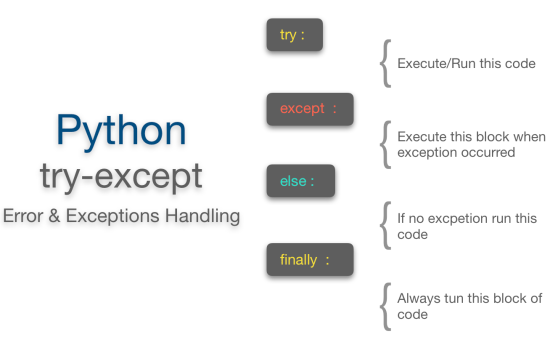 Python
try-except
Error & Exceptions Handling
try :
Execute/Run this code
except :
Execute this block when
exception occurred
else :
If no excpetion run this
code
finally :
Always tun this block of
code